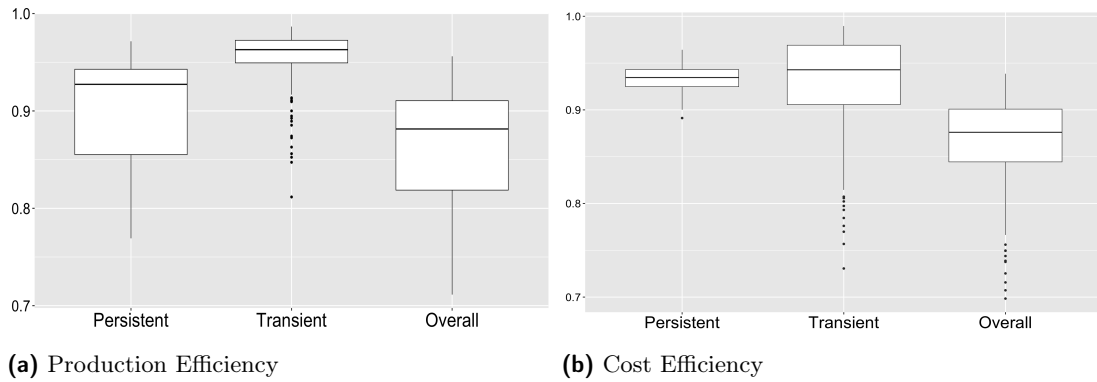 1.0
0.9
0.8
0.7
Persistent Transient Overall
(a) Production Efficiency
1.0
0.9
0.8
0.7
Persistent Transient Overall
(b) Cost Efficiency